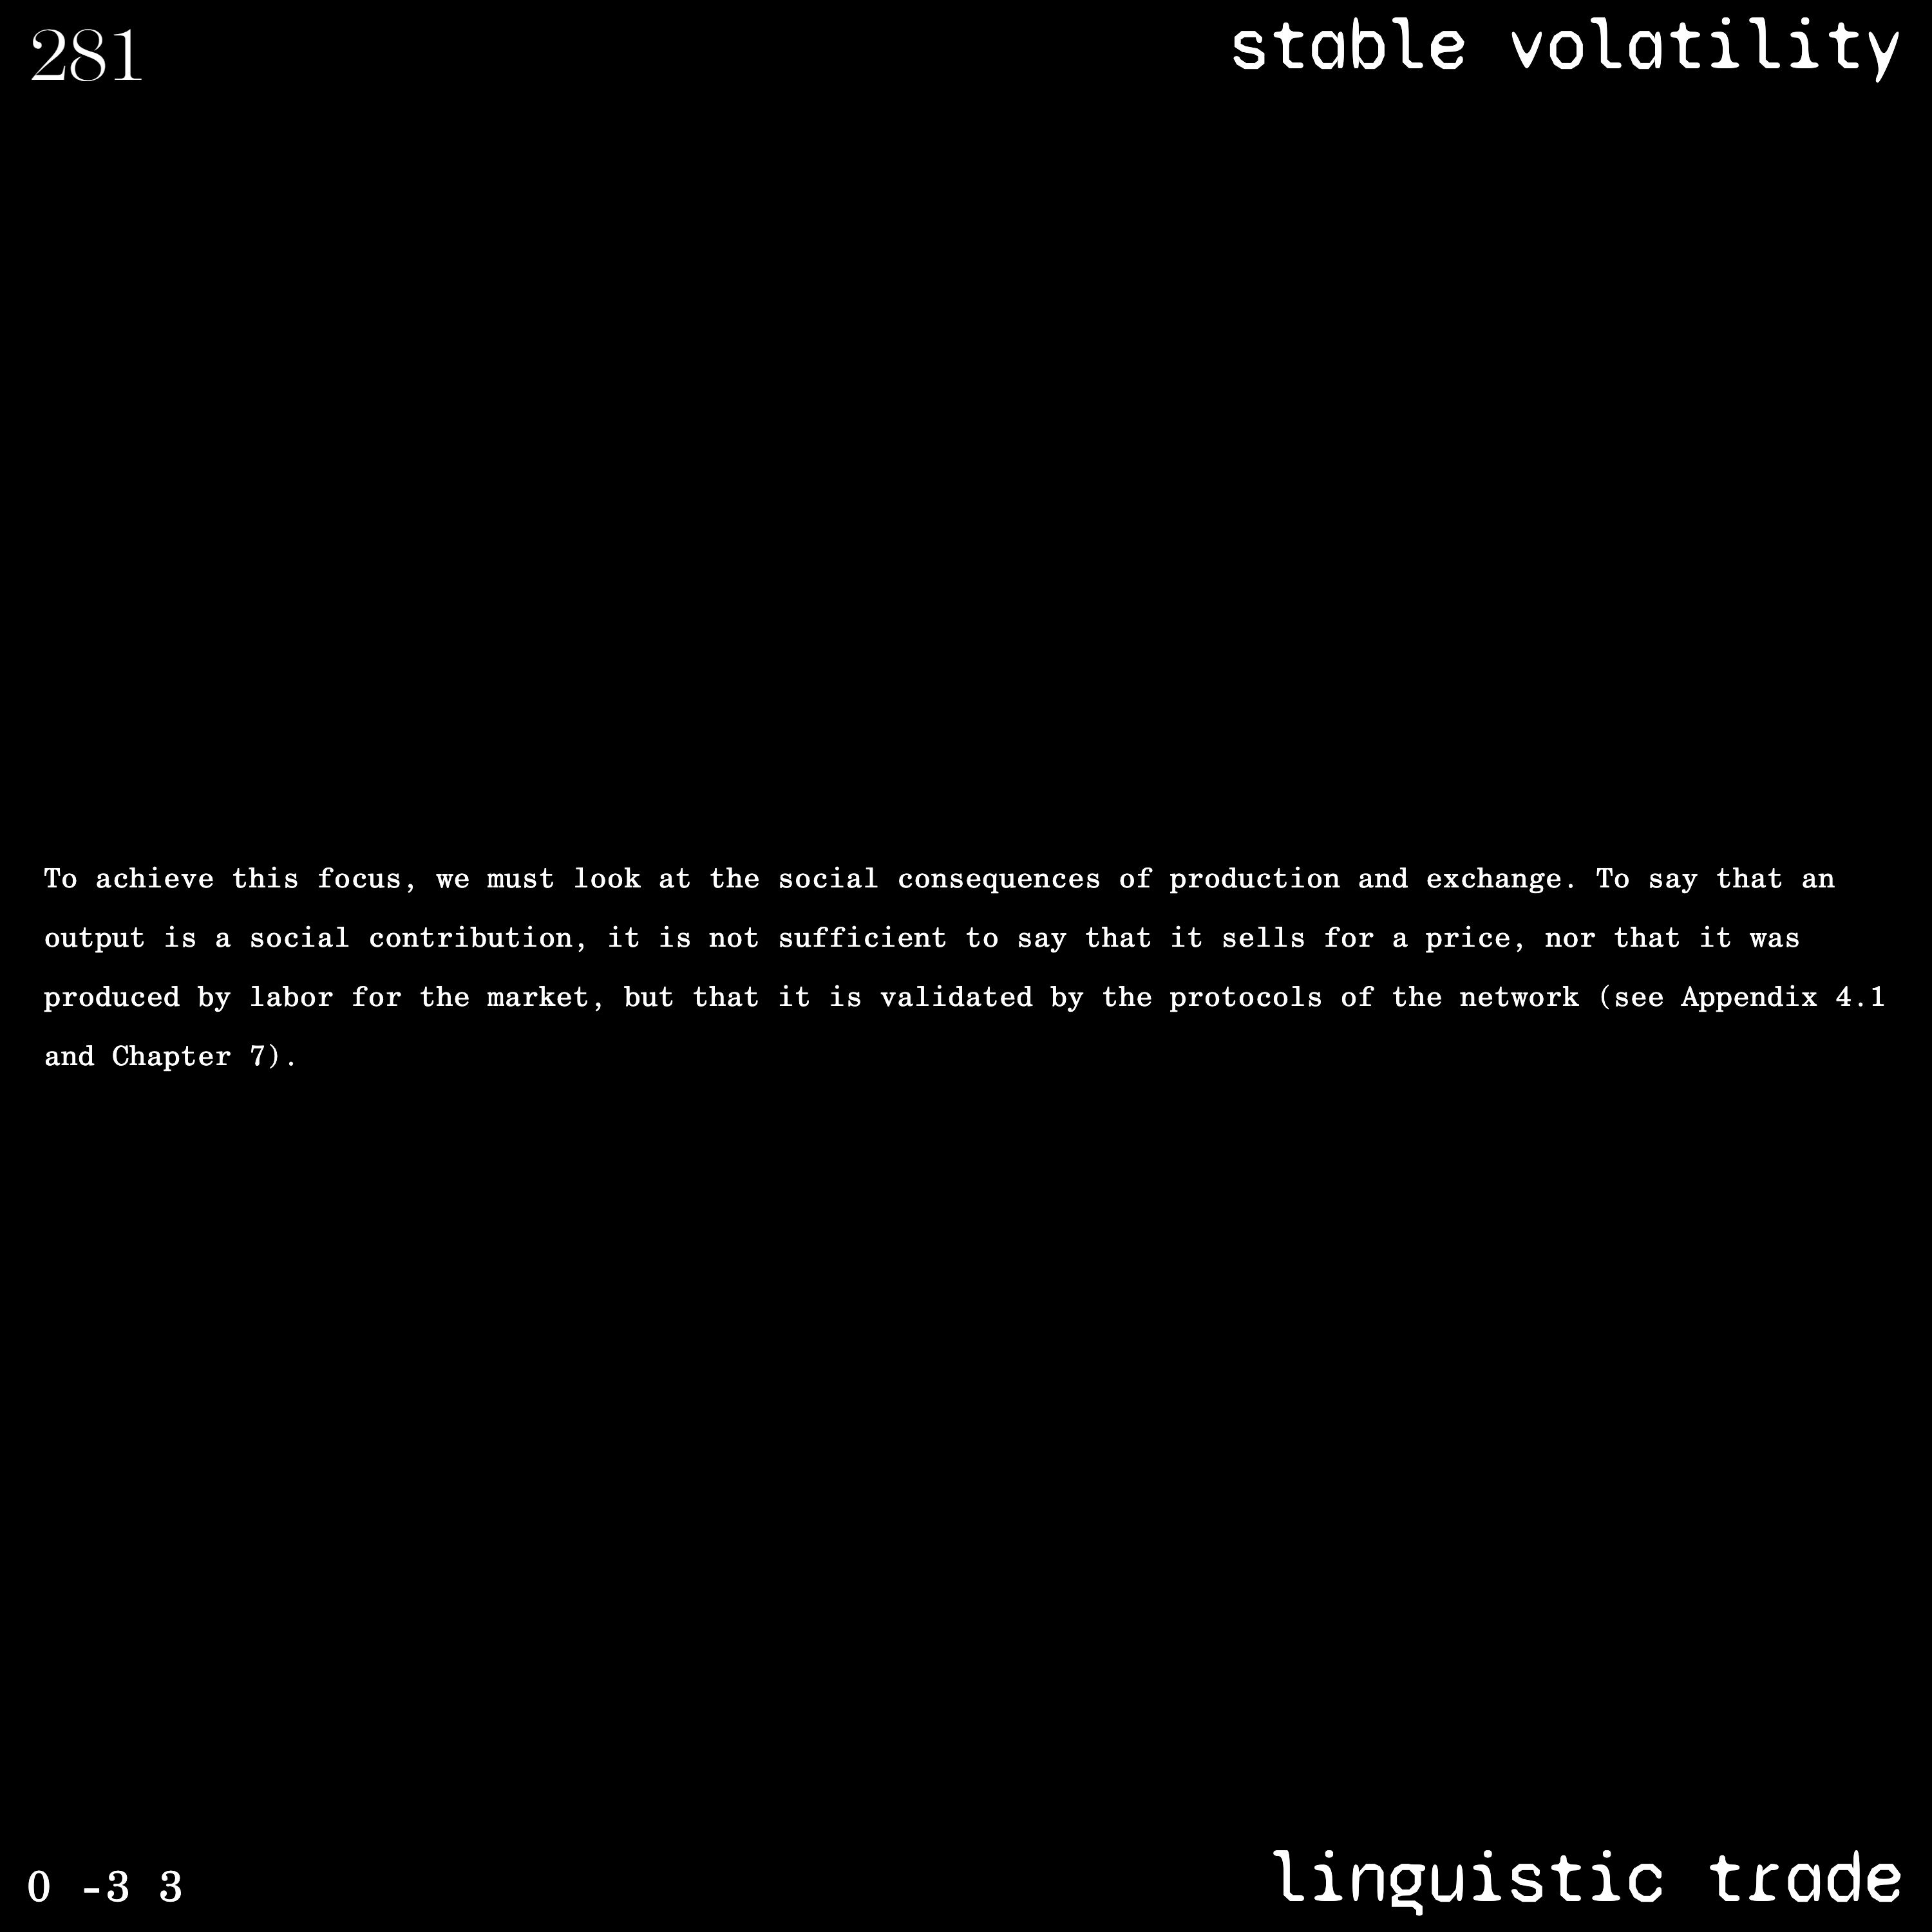 281
stable volatility
To achieve this focus, we must look at the social consequences of production and exchange. To say that an
output is a social contribution, it is not sufficient to say that it sells for a price, nor that it was
produced by labor for the market, but that it is validated by the protocols of the network (see Appendix 4.1
and Chapter 7).
0 -3 3
linguistic trade